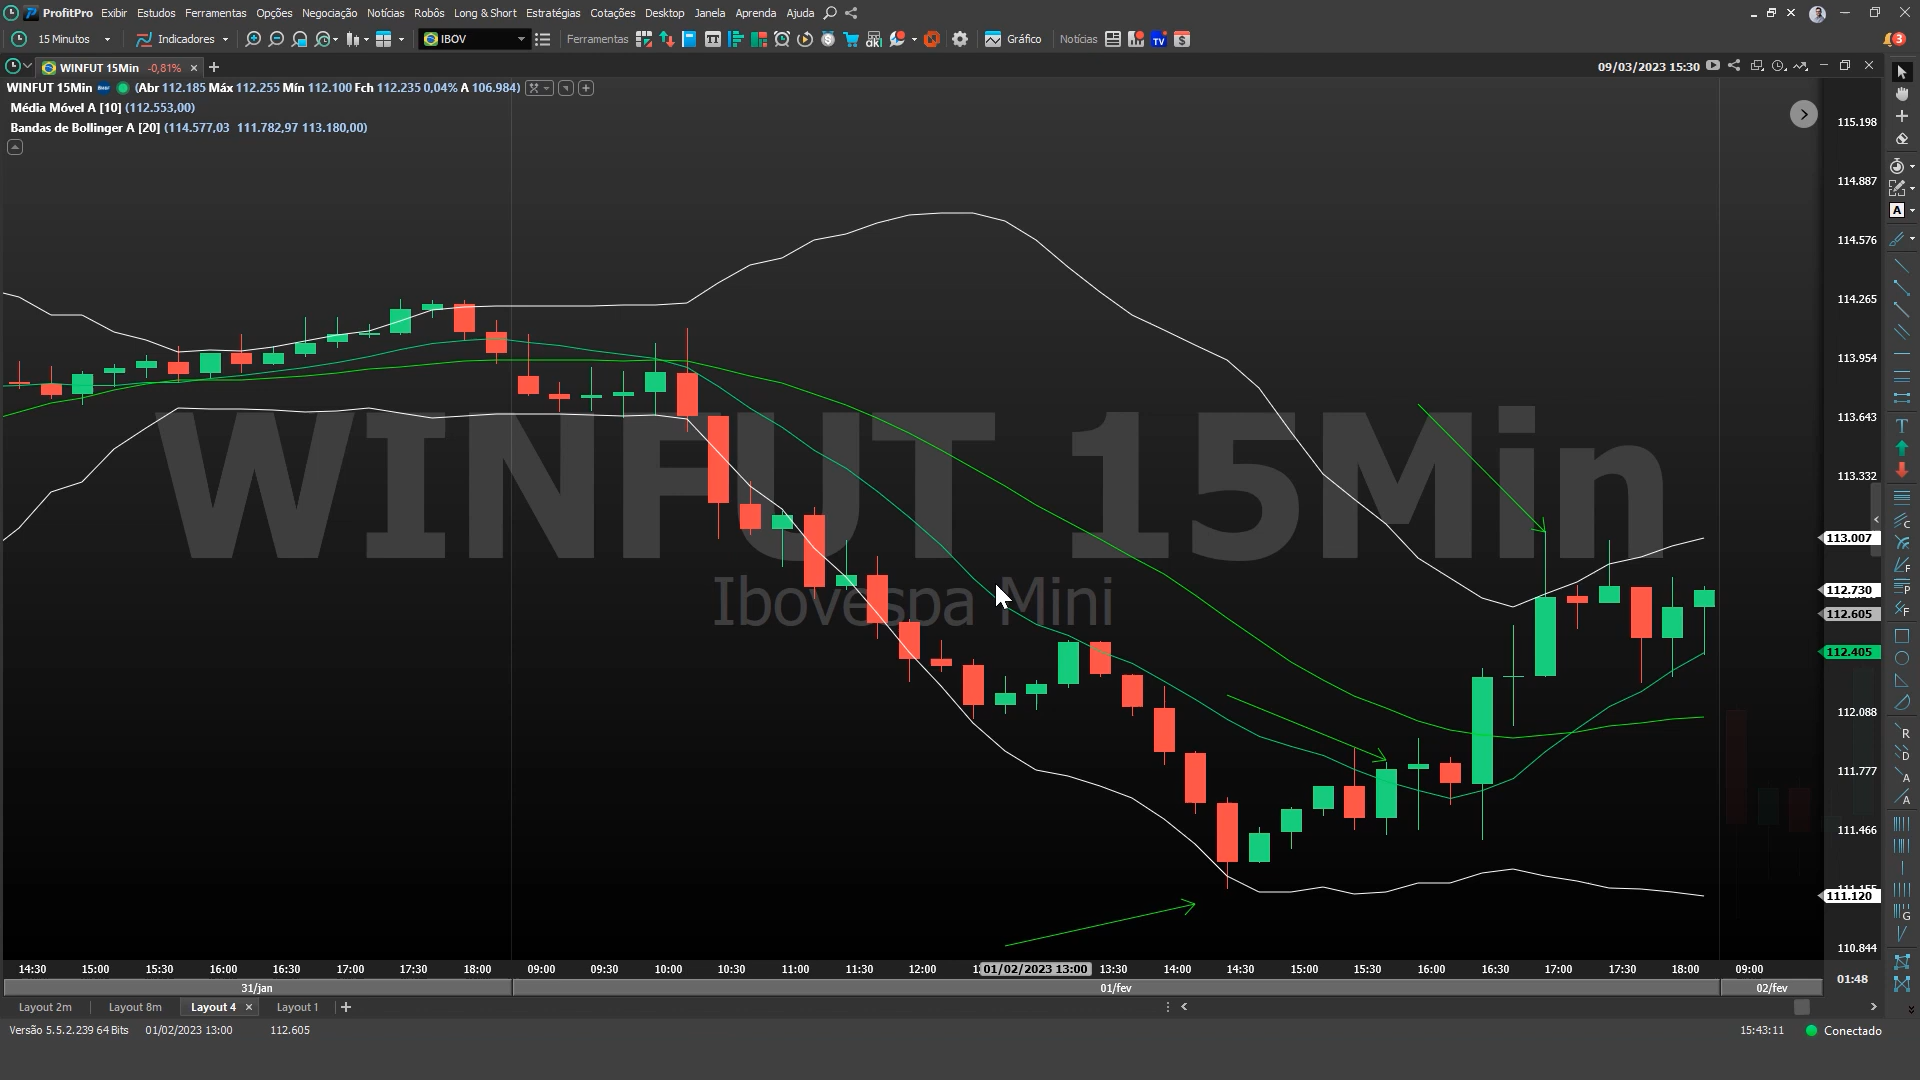 ProfitPro Exibir Estudos Ferramentas Opções Negociação Notícias Robôs Long & Short Estratégias Cotações Desktop Janela Aprenda Ajuda
15 Minutos Indicadores IBOV Ferramentas Gráfico Notícias 3
WINFUT 15Min -0,81% 09/03/2023 15:30
WINFUT 15Min (Abr 112.185 Máx 112.255 Mín 112.100 Fch 112.235 0,04% A 106.984)
Média Móvel A [10] (112.553,00)
Bandas de Bollinger A [20] (114.577,03 111.782,97 113.180,00)
WINFUT 15Min
Ibovespa Mini
115.198
114.887
114.576
114.265
113.954
113.643
113.332
113.007
112.730
112.605
112.405
112.088
111.777
111.466
111.120
110.844
14:30 15:00 15:30 16:00 16:30 17:00 17:30 18:00 09:00 09:30 10:00 10:30 11:00 11:30 12:00 01/02/2023 13:00 13:30 14:00 14:30 15:00 15:30 16:00 16:30 17:00 17:30 18:00 09:00
01:48
31/jan 01/fev 02/fev
Layout 2m Layout 8m Layout 4 Layout 1
Versão 5.5.2.239 64 Bits 01/02/2023 13:00 112.605 15:43:11 Conectado